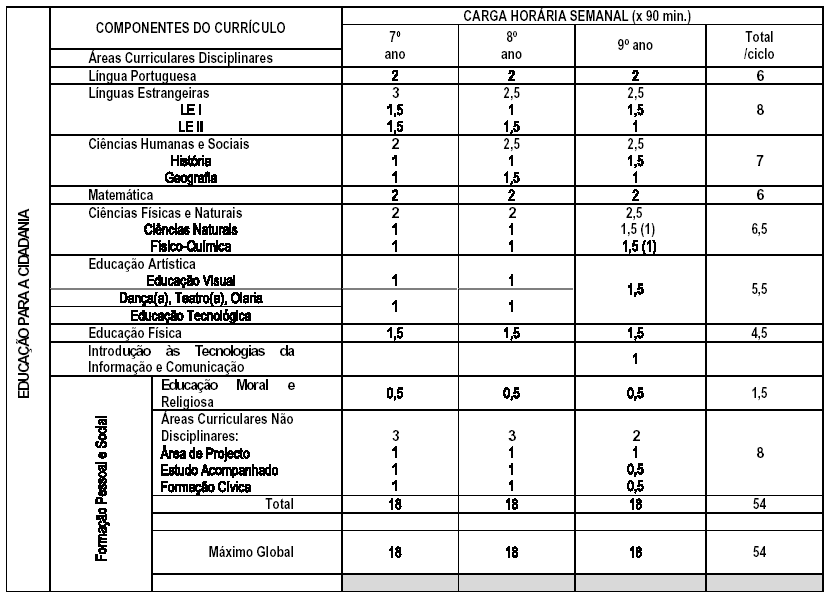 COMPONENTES DO CURRÍCULO
CARGA HORÁRIA SEMANAL (x 90 min.)
7º ano
8º ano
9º ano
Total /ciclo
Áreas Curriculares Disciplinares
Língua Portuguesa 2 2 2 6
Línguas Estrangeiras 3 2,5 2,5
LE I 1,5 1 1,5 8
LE II 1,5 1,5 1
Ciências Humanas e Sociais 2 2,5 2,5
História 1 1 1,5 7
Geografia 1 1,5 1
Matemática 2 2 2 6
Ciências Físicas e Naturais 2 2 2,5
Ciências Naturais 1 1 1,5 (1) 6,5
Físico-Química 1 1 1,5 (1)
Educação Artística
Educação Visual 1 1 1,5 5,5
Dança(a), Teatro(a), Olaria 1 1
Educação Tecnológica
Educação Física 1,5 1,5 1,5 4,5
Introdução às Tecnologias da
Informação e Comunicação 1
Educação Moral e
Religiosa 0,5 0,5 0,5 1,5
Áreas Curriculares Não
Disciplinares: 3 3 2
Área de Projecto 1 1 1 8
Estudo Acompanhado 1 1 0,5
Formação Cívica 1 1 0,5
Total 18 18 18 54
Máximo Global 18 18 18 54
EDUCAÇÃO PARA A CIDADANIA
Formação Pessoal e Social